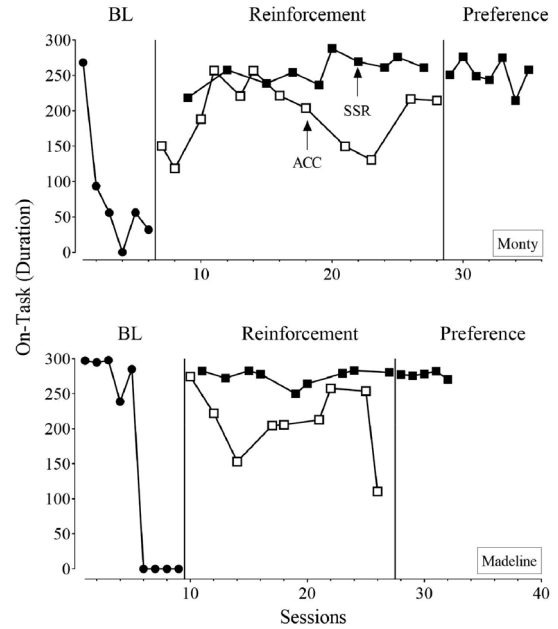 BL Reinforcement Preference
300
250
200
150
100
50
0
SSR
ACC
Monty
10 20 30
On-Task (Duration)
BL Reinforcement Preference
300
250
200
150
100
50
0
Madeline
10 20 30 40
Sessions